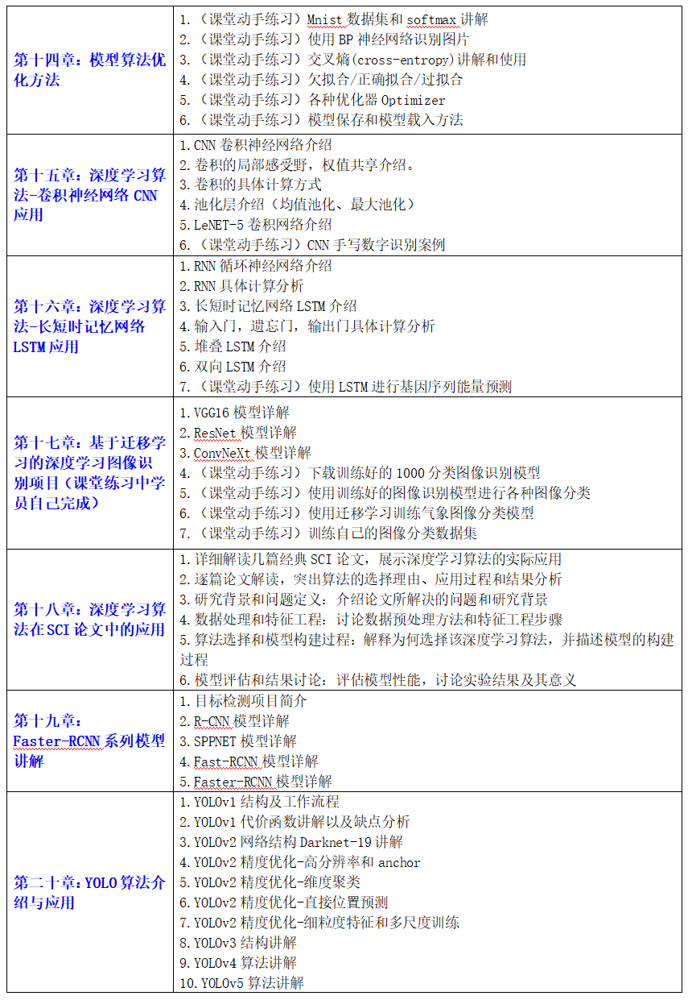 第十四章：模型算法优
化方法
1.（课堂动手练习）Mnist 数据集和 softmax 讲解
2.（课堂动手练习）使用 BP 神经网络识别图片
3.（课堂动手练习）交叉熵(cross-entropy)讲解和使用
4.（课堂动手练习）欠拟合/正确拟合/过拟合
5.（课堂动手练习）各种优化器 Optimizer
6.（课堂动手练习）模型保存和模型载入方法
第十五章：深度学习算
法-卷积神经网络 CNN
应用
1.CNN 卷积神经网络介绍
2.卷积的局部感受野，权值共享介绍。
3.卷积的具体计算方式
4.池化层介绍（均值池化、最大池化）
5.LeNET-5 卷积网络介绍
6.（课堂动手练习）CNN 手写数字识别案例
第十六章：深度学习算
法-长短时记忆网络
LSTM 应用
1.RNN 循环神经网络介绍
2.RNN 具体计算分析
3.长短时记忆网络 LSTM 介绍
4.输入门，遗忘门，输出门具体计算分析
5.堆叠 LSTM 介绍
6.双向 LSTM 介绍
7.（课堂动手练习）使用 LSTM 进行基因序列能量预测
第十七章：基于迁移学
习的深度学习图像识
别项目（课堂练习中学
员自己完成）
1.VGG16 模型详解
2.ResNet 模型详解
3.ConvNeXt 模型详解
4.（课堂动手练习）下载训练好的 1000 分类图像识别模型
5.（课堂动手练习）使用训练好的图像识别模型进行各种图像分类
6.（课堂动手练习）使用迁移学习训练气象图像分类模型
7.（课堂动手练习）训练自己的图像分类数据集
第十八章：深度学习算
法在 SCI 论文中的应用
1.详细解读几篇经典 SCI 论文，展示深度学习算法的实际应用
2.逐篇论文解读，突出算法的选择理由、应用过程和结果分析
3.研究背景和问题定义：介绍论文所解决的问题和研究背景
4.数据处理和特征工程：讨论数据预处理方法和特征工程步骤
5.算法选择和模型构建过程：解释为何选择该深度学习算法，并描述模型的构建
过程
6.模型评估和结果讨论：评估模型性能，讨论实验结果及其意义
第十九章：
Faster-RCNN 系列模型
讲解
1.目标检测项目简介
2.R-CNN 模型详解
3.SPPNET 模型详解
4.Fast-RCNN 模型详解
5.Faster-RCNN 模型详解
第二十章：YOLO 算法介
绍与应用
1.YOLOv1 结构及工作流程
2.YOLOv1 代价函数讲解以及缺点分析
3.YOLOv2 网络结构 Darknet-19 讲解
4.YOLOv2 精度优化-高分辨率和 anchor
5.YOLOv2 精度优化-维度聚类
6.YOLOv2 精度优化-直接位置预测
7.YOLOv2 精度优化-细粒度特征和多尺度训练
8.YOLOv3 结构讲解
9.YOLOv4 算法讲解
10.YOLOv5 算法讲解